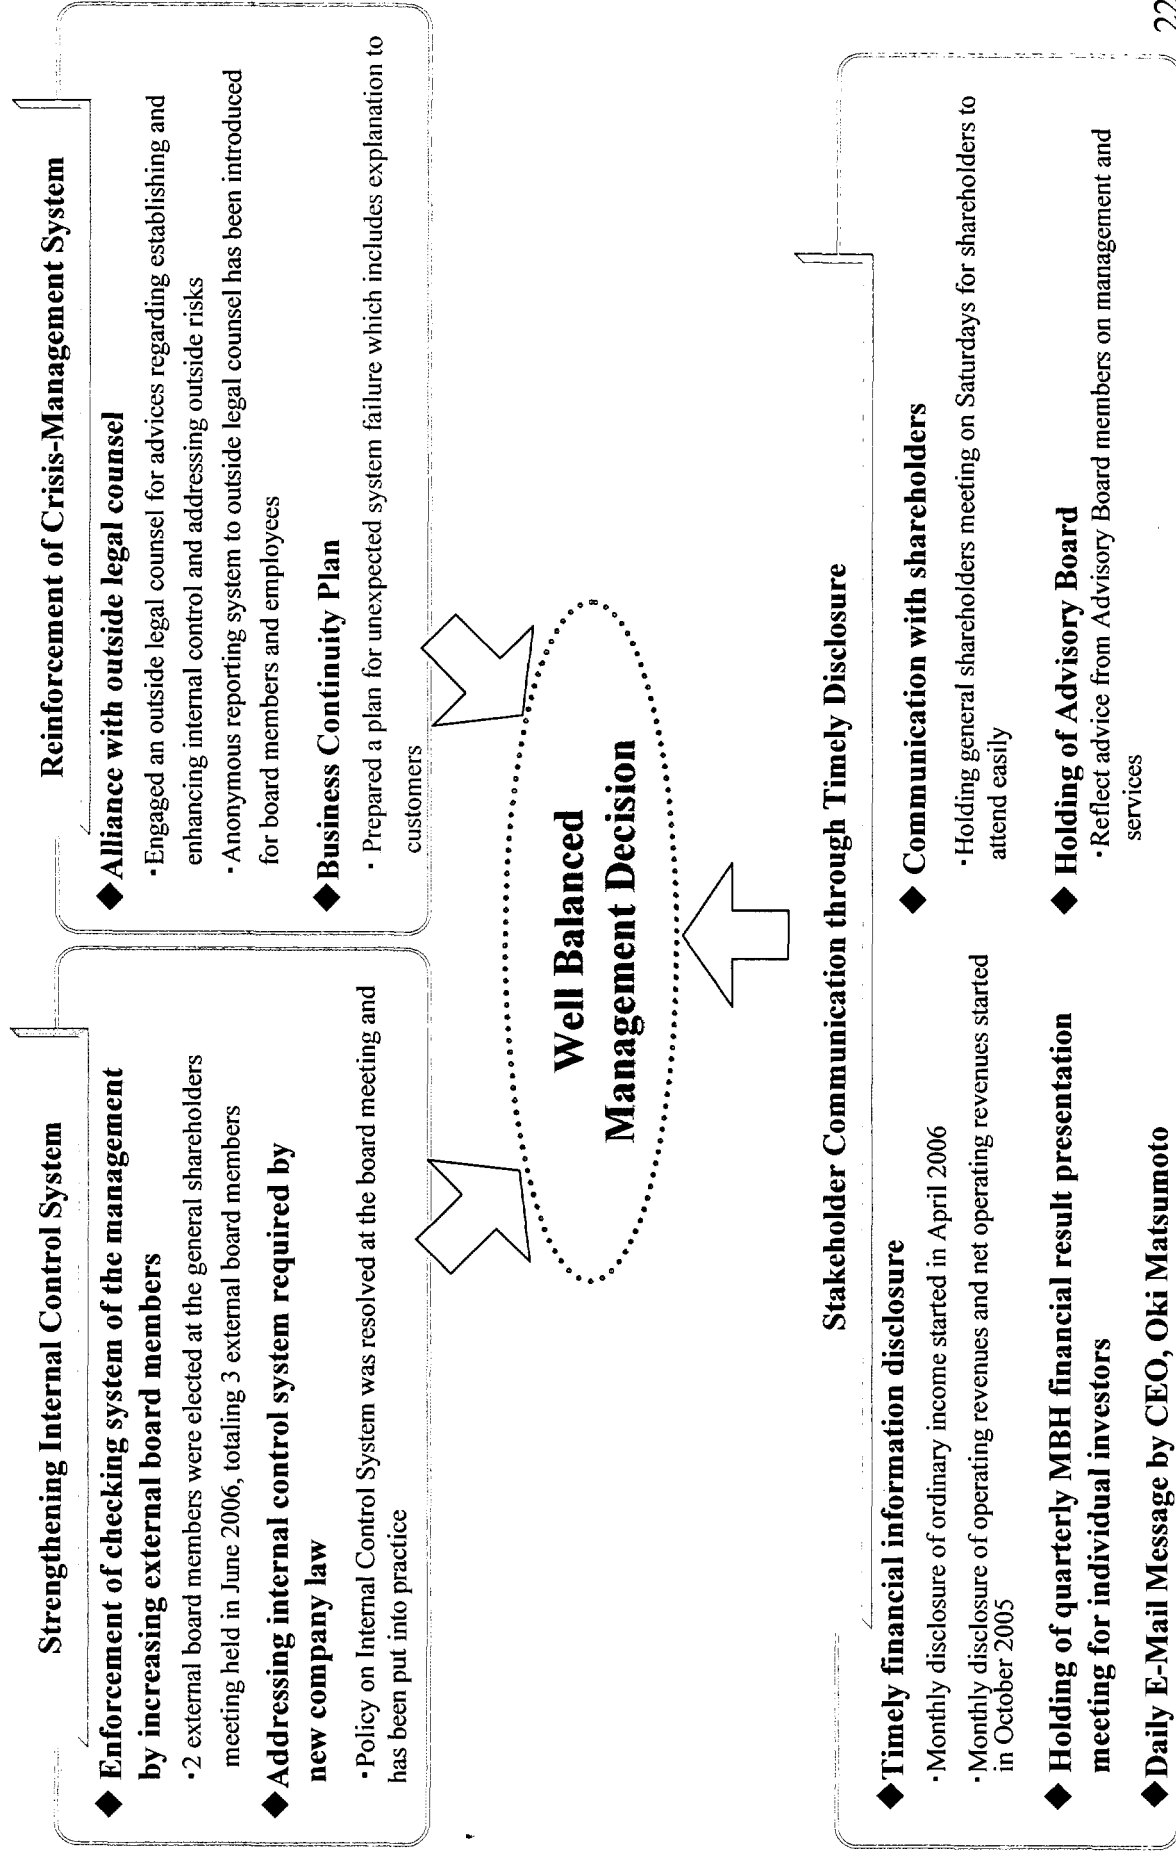 Strengthening Internal Control System
◆ Enforcement of checking system of the management
by increasing external board members
・2 external board members were elected at the general shareholders
meeting held in June 2006, totaling 3 external board members
◆Addressing internal control system required by
new company law
・Policy on Internal Control System was resolved at the board meeting and
has been put into practice
Reinforcement of Crisis-Management System
◆Alliance with outside legal counsel
・Engaged an outside legal counsel for advices regarding establishing and
enhancing internal control and addressing outside risks
・Anonymous reporting system to outside legal counsel has been introduced
for board members and employees
◆Business Continuity Plan
・Prepared a plan for unexpected system failure which includes explanation to
customers
Well Balanced
Management Decision
Stakeholder Communication through Timely Disclosure
◆Timely financial information disclosure
・Monthly disclosure of ordinary income started in April 2006
・Monthly disclosure of operating revenues and net operating revenues started
in October 2005
◆ Holding of quarterly MBH financial result presentation
meeting for individual investors
◆Daily E-Mail Message by CEO, Oki Matsumoto
◆ Communication with shareholders
・Holding general shareholders meeting on Saturdays for shareholders to
attend easily
◆ Holding of Advisory Board
・Reflect advice from Advisory Board members on management and
services
22